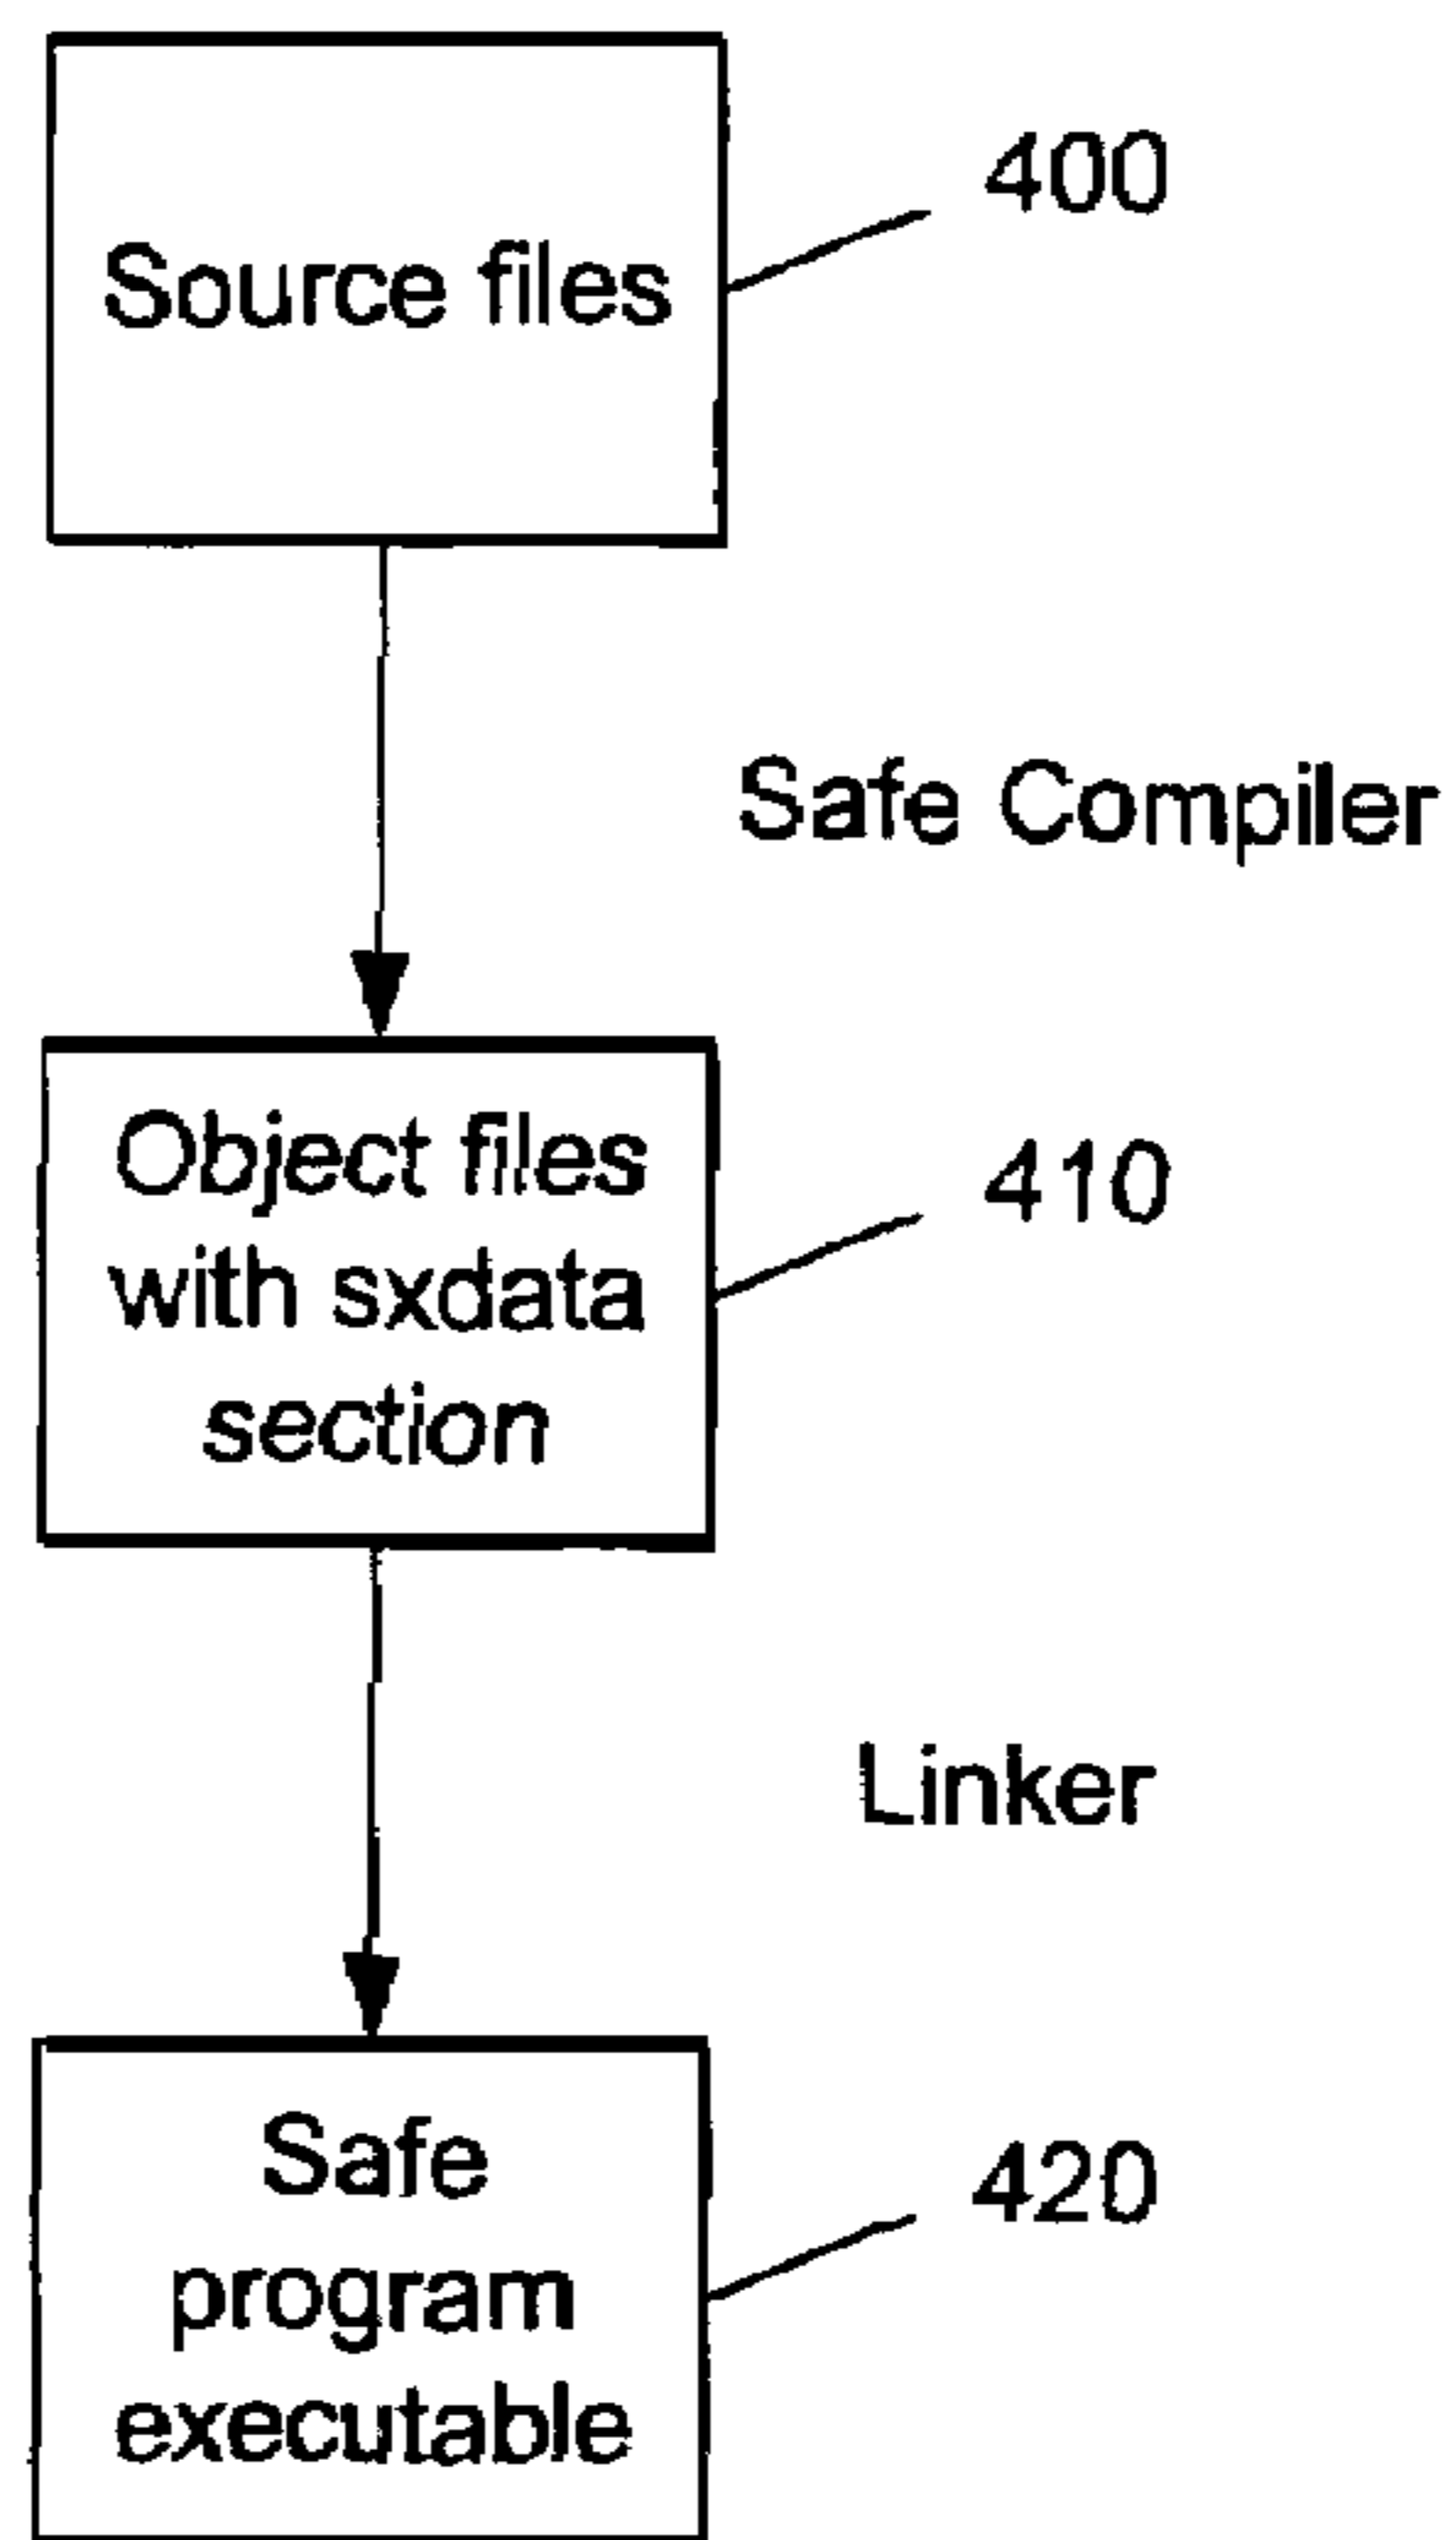 Source files
400
Safe Compiler
Object files
with sxdata
section
410
Linker
Safe
program
executable
420